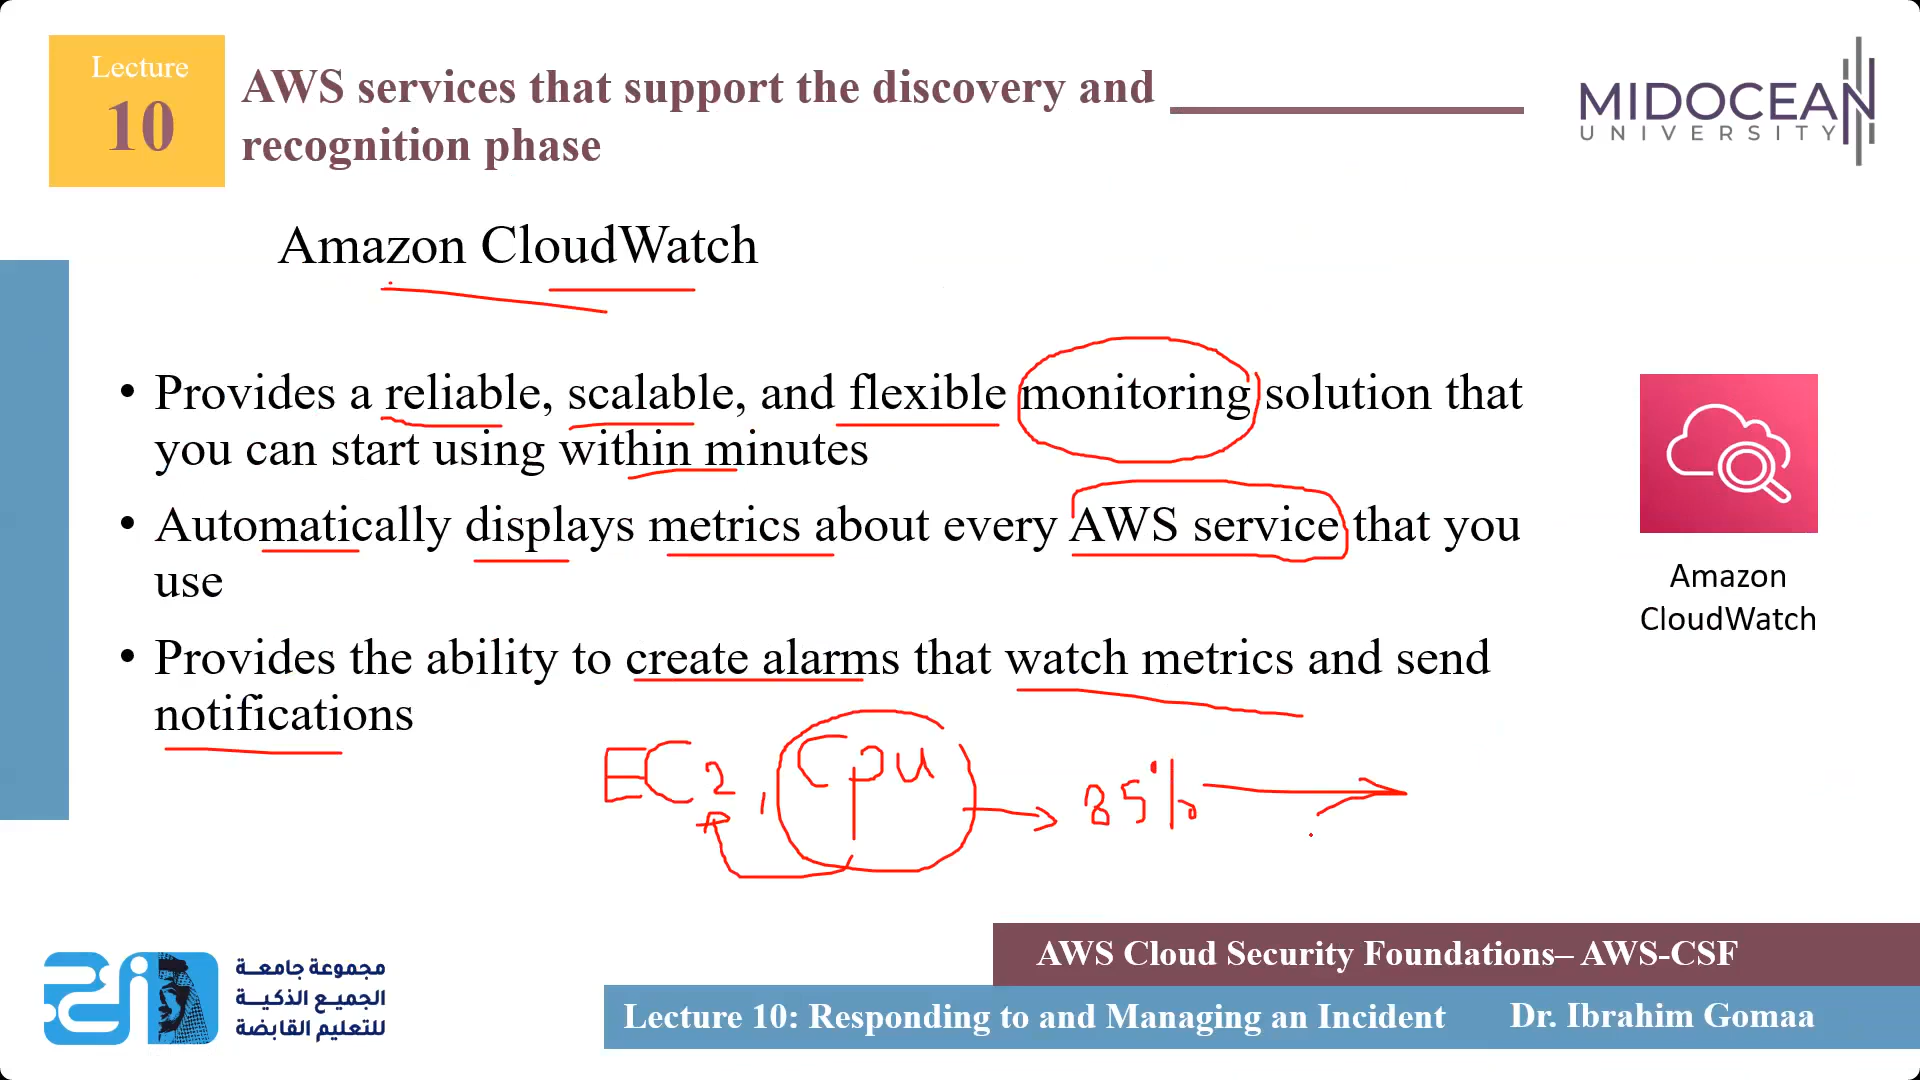 Lecture
10
AWS services that support the discovery and
recognition phase
MIDOCEAN
UNIVERSITY
Amazon CloudWatch
• Provides a reliable, scalable, and flexible monitoring solution that
you can start using within minutes
• Automatically displays metrics about every AWS service that you
use
• Provides the ability to create alarms that watch metrics and send
notifications
EC2, Cpu 85%
Amazon
CloudWatch
مجموعة جامعة
الجميع الذكية
للتعليم القابضة
AWS Cloud Security Foundations– AWS-CSF
Lecture 10: Responding to and Managing an Incident Dr. Ibrahim Gomaa